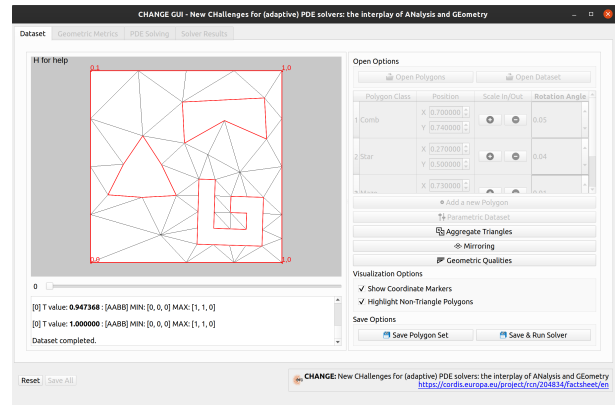 CHANGE GUI - New CHallenges for (adaptive) PDE solvers: the interplay of ANalysis and GEometry
Dataset Geometric Metrics PDE Solving Solver Results
H for help
0,1 1,0
0,0 1,0
0
[0] T value: 0.947368 : [AABB] MIN: [0, 0, 0] MAX: [1, 1, 0]
[0] T value: 1.000000 : [AABB] MIN: [0, 0, 0] MAX: [1, 1, 0]
Dataset completed.
Open Options
Open Polygons Open Dataset
Polygon Class Position Scale In/Out Rotation Angle
1 Comb X 0.700000 Y 0.740000 0.05
2 Star X 0.270000 Y 0.500000 0.04
X 0.730000
Add a new Polygon
Parametric Dataset
Aggregate Triangles
Mirroring
Geometric Qualities
Visualization Options
✓ Show Coordinate Markers
✓ Highlight Non-Triangle Polygons
Save Options
Save Polygon Set Save & Run Solver
Reset Save All
CHANGE: New CHallenges for (adaptive) PDE solvers: the interplay of ANalysis and GEometry
https://cordis.europa.eu/project/rcn/204834/factsheet/en